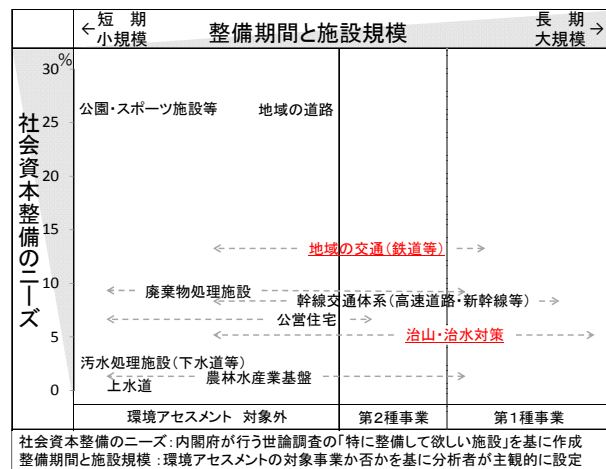 ←短　期
小規模
整備期間と施設規模
長　期
大規模→
社会資本整備のニーズ
%
30
25
20
15
10
5
0
公園・スポーツ施設等
地域の道路
地域の交通(鉄道等)
廃棄物処理施設
幹線交通体系(高速道路・新幹線等)
公営住宅
治山・治水対策
汚水処理施設(下水道等)
農林水産業基盤
上水道
環境アセスメント　対象外
第2種事業
第1種事業
社会資本整備のニーズ:内閣府が行う世論調査の「特に整備して欲しい施設」を基に作成
整備期間と施設規模 :環境アセスメントの対象事業か否かを基に分析者が主観的に設定